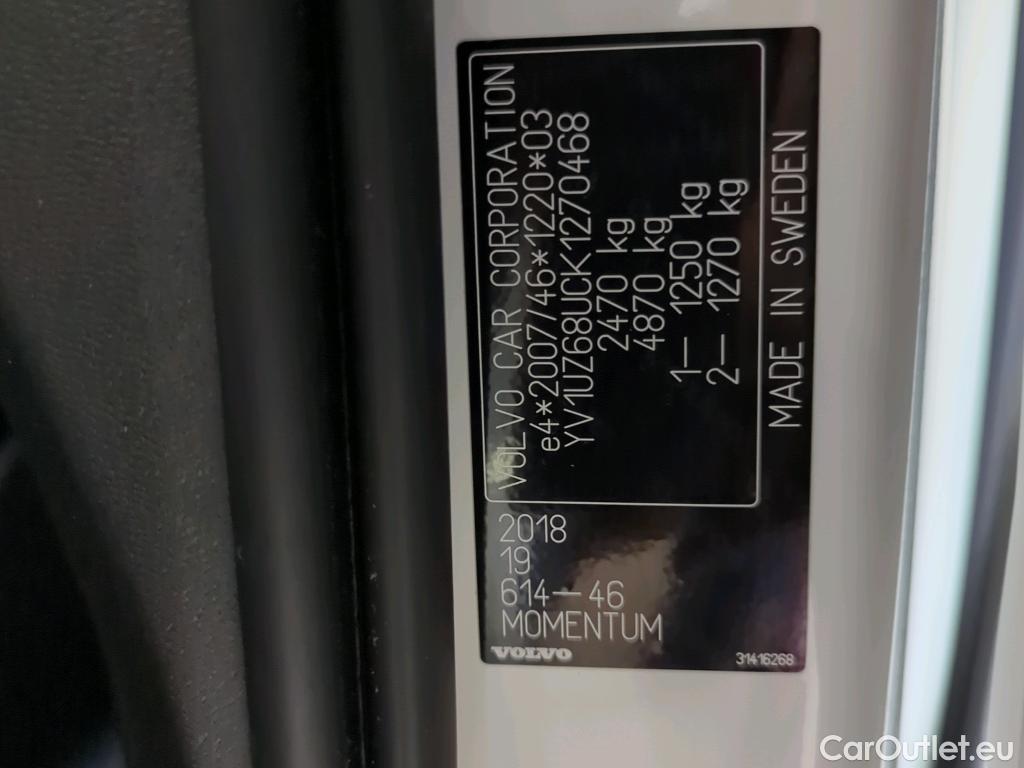 VOLVO CAR CORPORATION
e4*2007/46*1220*03
YV1UZ68UCK1270468
2470 kg
4870 kg
1— 1250 kg
2— 1270 kg
MADE IN SWEDEN
2018
19
614—46
MOMENTUM
VOLVO
31416268
CarOutlet.eu